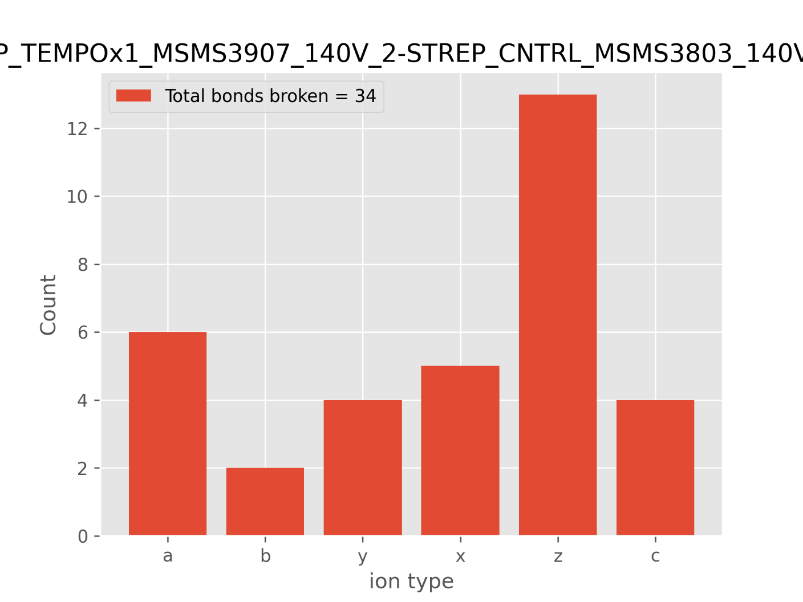 P_TEMPOx1_MSMS3907_140V_2-STREP_CNTRL_MSMS3803_140V
Total bonds broken = 34
12
10
8
6
4
2
0
Count
a b y x z c
ion type